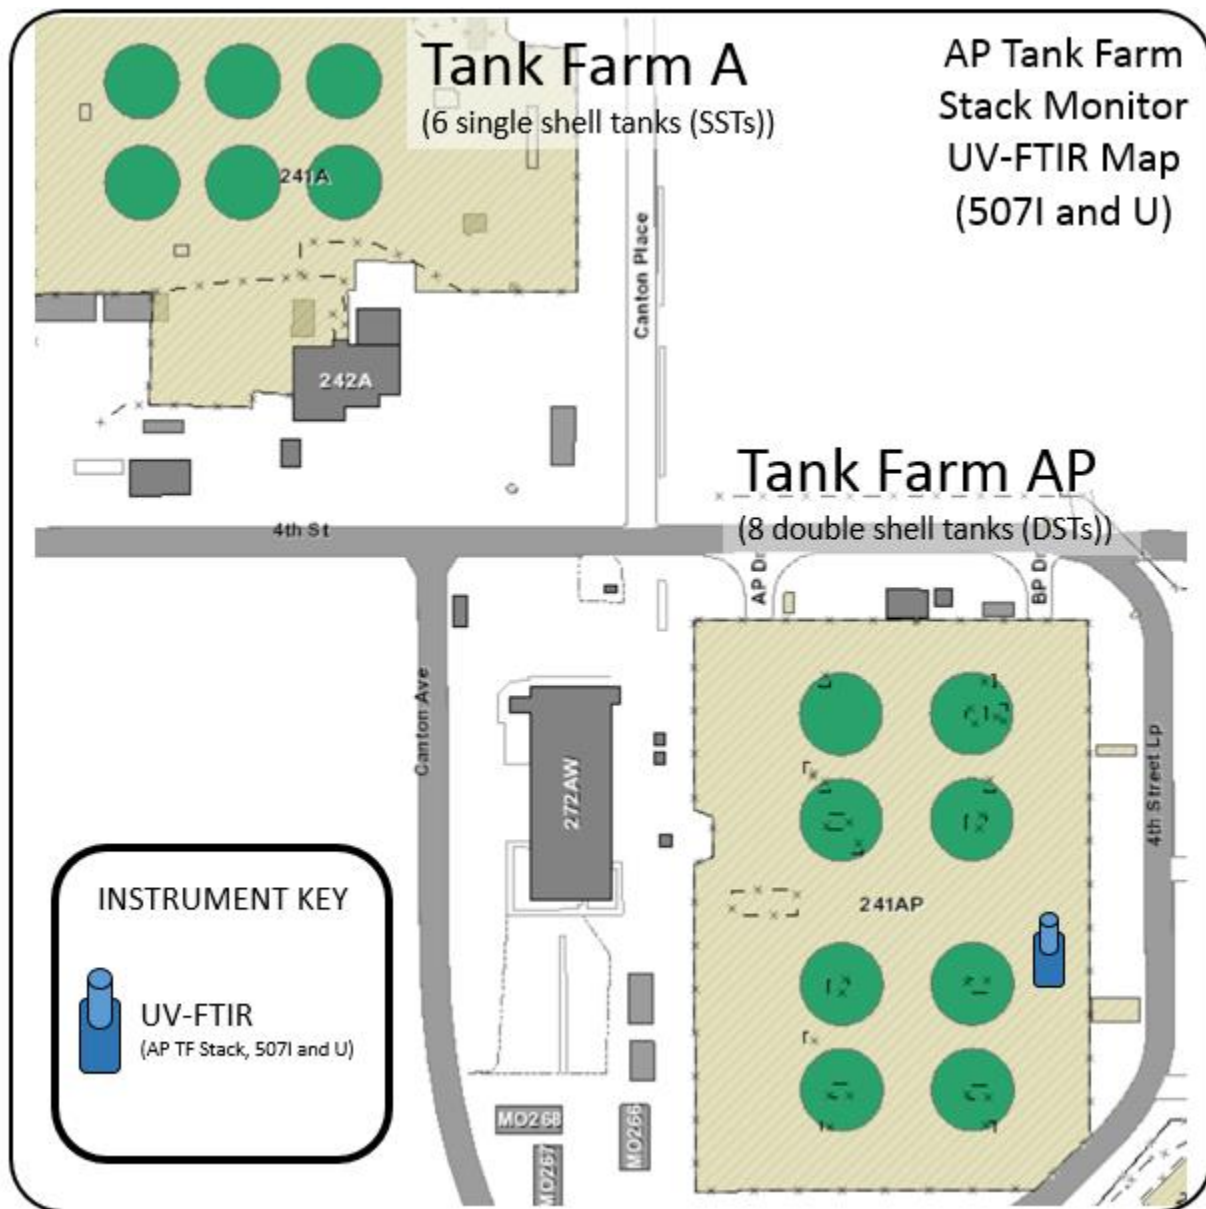 Tank Farm A
(6 single shell tanks (SSTs))
AP Tank Farm
Stack Monitor
UV-FTIR Map
(507I and U)
241A
Canton Place
242A
Tank Farm AP
(8 double shell tanks (DSTs))
4th St
AP Dr
BP Dr
Canton Ave
272AW
4th Street Lp
241AP
INSTRUMENT KEY
UV-FTIR
(AP TF Stack, 507I and U)
MO268
MO266
MO267